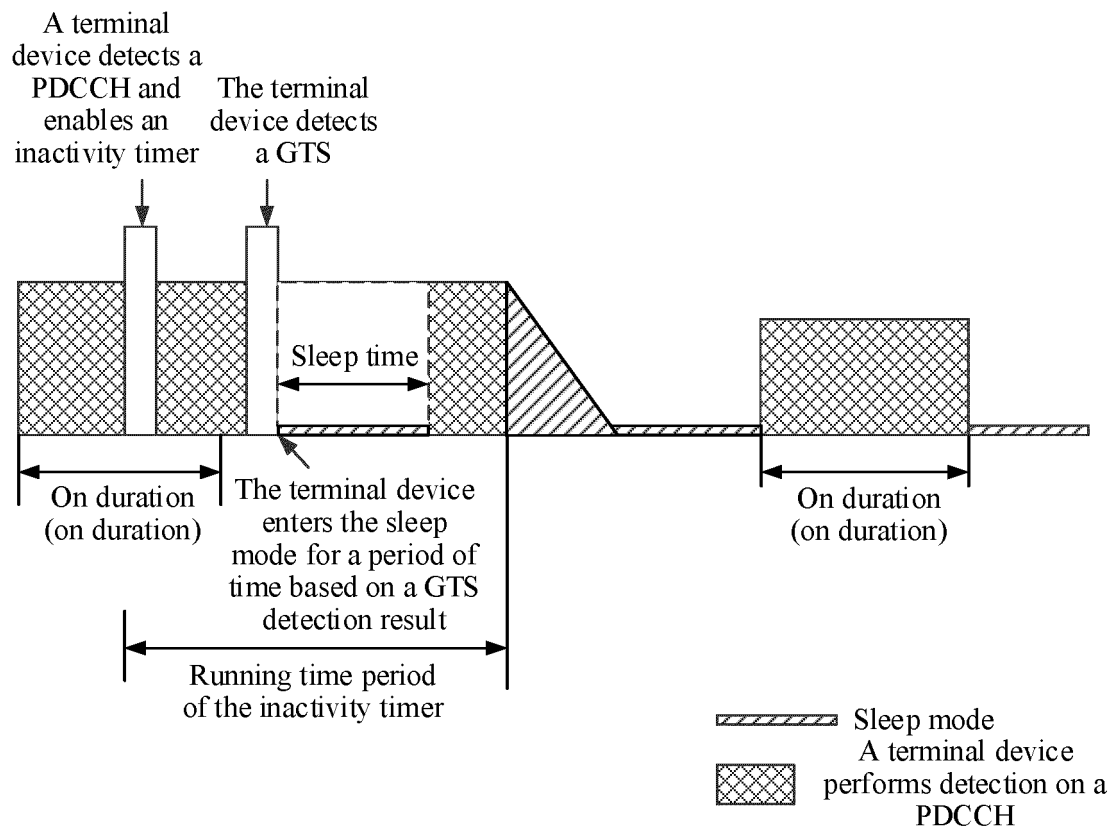 A terminal
device detects a
PDCCH and
enables an
inactivity timer
The terminal
device detects
a GTS
Sleep time
On duration
(on duration)
The terminal device
enters the sleep
mode for a period of
time based on a GTS
detection result
On duration
(on duration)
Running time period
of the inactivity timer
Sleep mode
A terminal device
performs detection on a
PDCCH